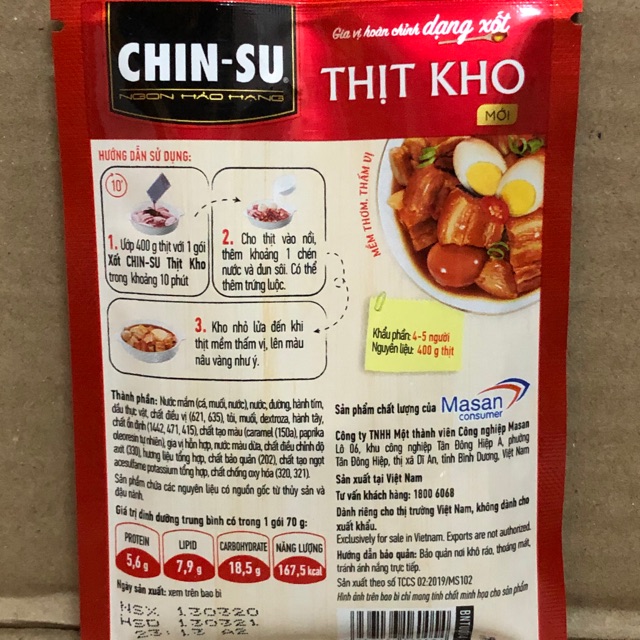 Gia vị hoàn chỉnh dạng xốt
CHIN-SU
NGON HẢO HẠNG
THỊT KHO
MỚI
HƯỚNG DẪN SỬ DỤNG:
10'
1. Ướp 400 g thịt với 1 gói
Xốt CHIN-SU Thịt Kho
trong khoảng 10 phút
2. Cho thịt vào nồi,
thêm khoảng 1 chén
nước và đun sôi. Có thể
thêm trứng luộc.
3. Kho nhỏ lửa đến khi
thịt mềm thấm vị, lên màu
nâu vàng như ý.
MỀM THƠM, THẤM VỊ
Khẩu phần: 4-5 người
Nguyên liệu: 400 g thịt
Thành phần: Nước mắm (cá, muối, nước), nước, đường, hành tím,
dầu thực vật, chất điều vị (621, 635), tỏi, muối, dextroza, hành tây,
chất ổn định (1442, 471, 415), chất tạo màu (caramel (150a), paprika
oleoresin tự nhiên), gia vị hỗn hợp, nước màu dừa, chất điều chỉnh độ
axit (330), hương liệu tổng hợp, chất bảo quản (202), chất tạo ngọt
acesulfame potassium tổng hợp, chất chống oxy hóa (320, 321).
Sản phẩm chứa các nguyên liệu có nguồn gốc từ thủy sản và
đậu nành.
Giá trị dinh dưỡng trung bình có trong 1 gói 70 g:
PROTEIN
5,6 g
LIPID
7,9 g
CARBOHYDRATE
18,5 g
NĂNG LƯỢNG
167,5 kcal
Ngày sản xuất: xem trên bao bì
NSX 130320
HSD 130321
23:13 A2
Sản phẩm chất lượng của Masan
consumer
Công ty TNHH Một thành viên Công nghiệp Masan
Lô 06, khu công nghiệp Tân Đông Hiệp A, phường
Tân Đông Hiệp, thị xã Dĩ An, tỉnh Bình Dương, Việt Nam
Sản xuất tại Việt Nam
Tư vấn khách hàng: 1800 6068
Dành riêng cho thị trường Việt Nam, không dành cho
xuất khẩu.
Exclusively for sale in Vietnam. Exports are not authorized.
Hướng dẫn bảo quản: Bảo quản nơi khô ráo, thoáng mát,
tránh ánh nắng trực tiếp.
Sản xuất theo số TCCS 02:2019/MS102
Hình ảnh trên bao bì chỉ mang tính chất minh họa cho sản phẩm